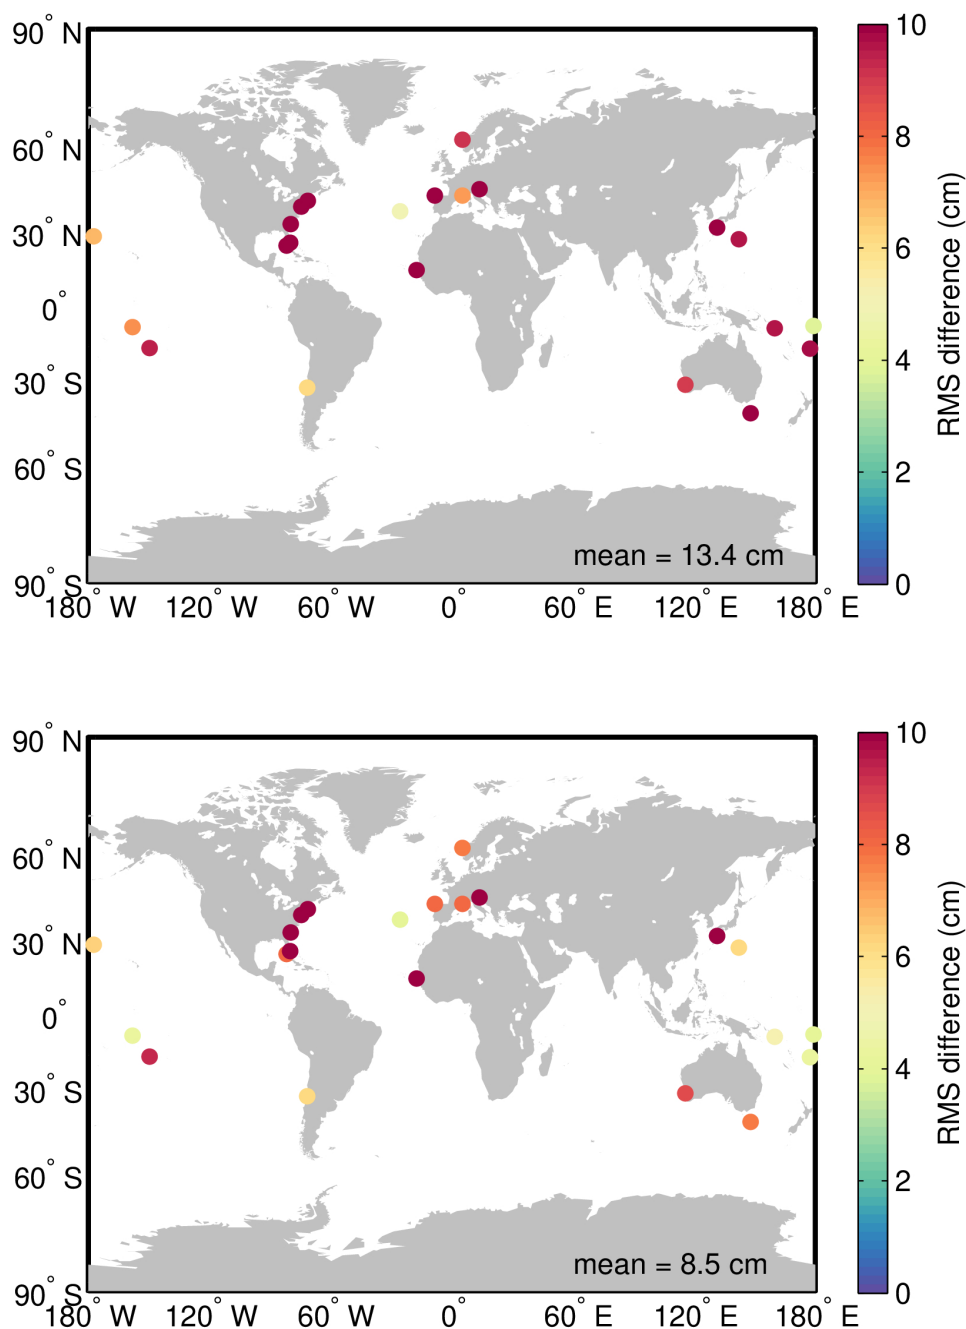 90° N
60° N
30° N
0°
30° S
60° S
90° S
180° W 120° W 60° W 0° 60° E 120° E 180° E
mean = 13.4 cm
10
8
6
4
2
0
RMS difference (cm)
90° N
60° N
30° N
0°
30° S
60° S
90° S
180° W 120° W 60° W 0° 60° E 120° E 180° E
mean = 8.5 cm
10
8
6
4
2
0
RMS difference (cm)